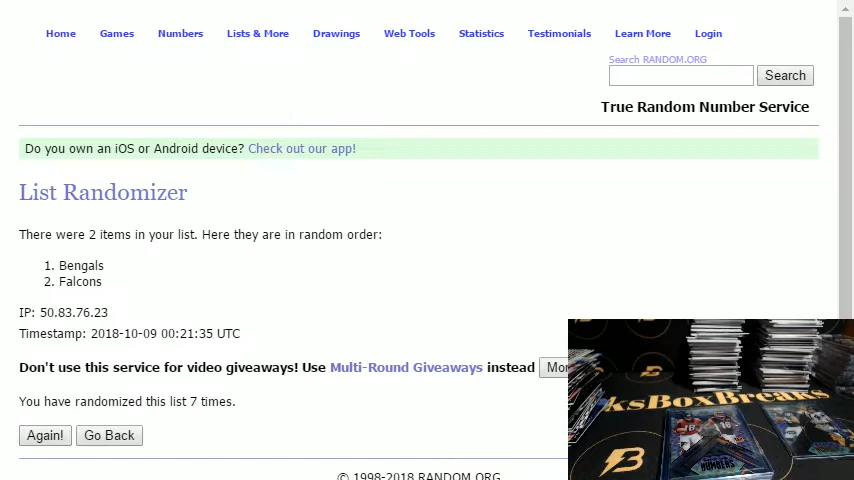 Home Games Numbers Lists & More Drawings Web Tools Statistics Testimonials Learn More Login
Search RANDOM.ORG
Search
True Random Number Service
Do you own an iOS or Android device? Check out our app!
List Randomizer
There were 2 items in your list. Here they are in random order:
1. Bengals
2. Falcons
IP: 50.83.76.23
Timestamp: 2018-10-09 00:21:35 UTC
Don't use this service for video giveaways! Use Multi-Round Giveaways instead
You have randomized this list 7 times.
Again! Go Back
© 1998-2018 RANDOM.ORG
ksBoxBreaks
NUMBERS